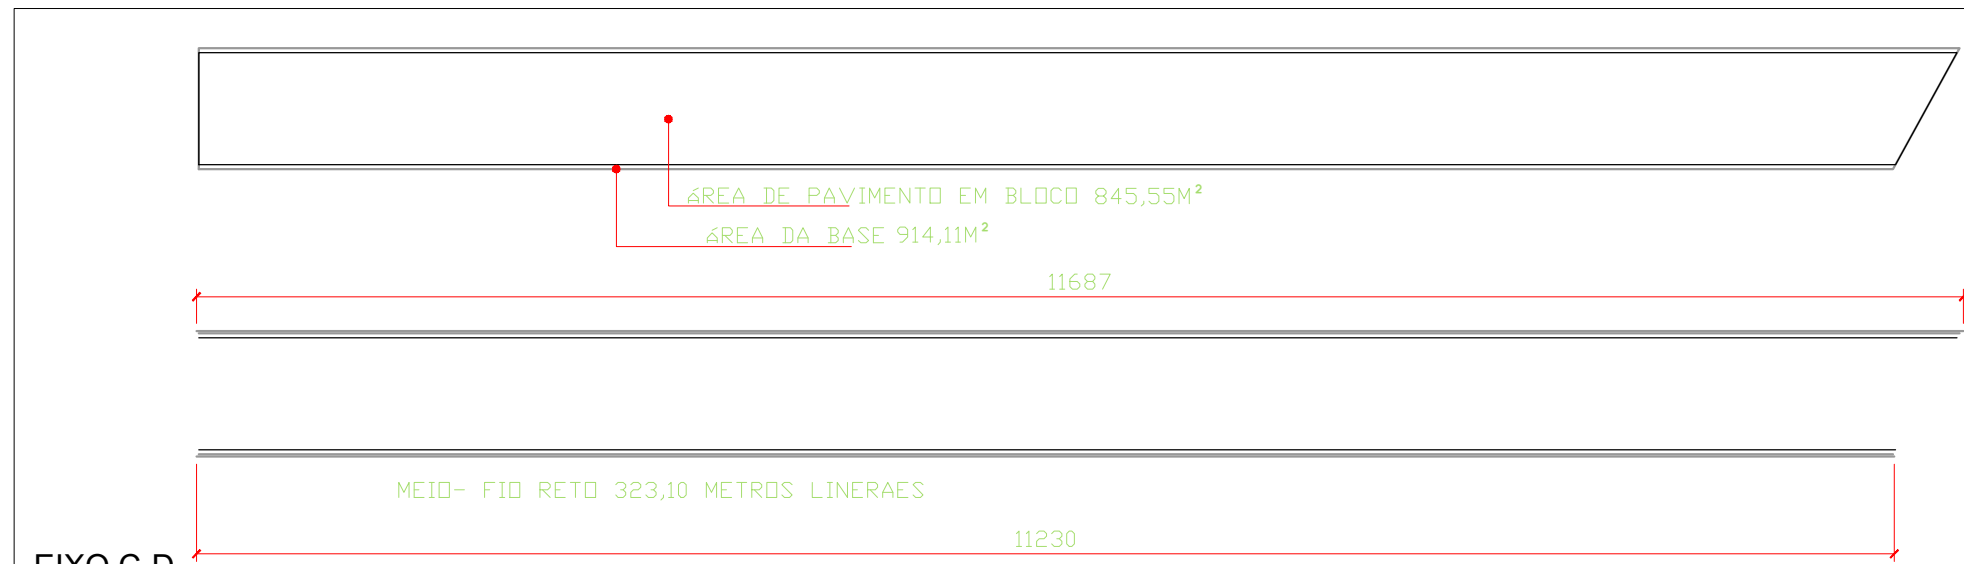 áREA DE PAVIMENTO EM BLOCO 845,55M²
áREA DA BASE 914,11M²
11687
MEIO- FIO RETO 323,10 METROS LINERAES
11230